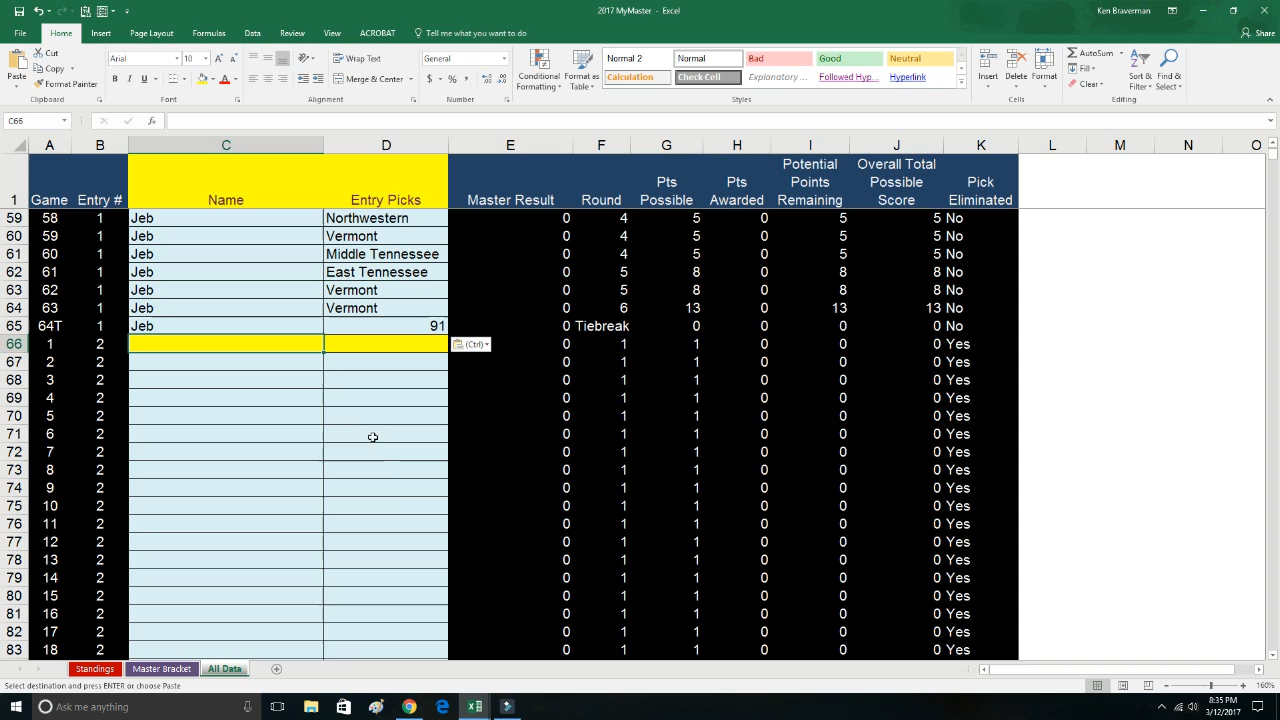 2017 MyMaster - Excel
Ken Braverman
File Home Insert Page Layout Formulas Data Review View ACROBAT Tell me what you want to do Share
Paste
Cut
Copy
Format Painter
Clipboard
Arial 10
B I U
Font
Wrap Text
Merge & Center
Alignment
General
$ % ,
Number
Conditional Formatting
Format as Table
Normal 2 Normal Bad Good Neutral
Calculation Check Cell Explanatory ... Followed Hyp... Hyperlink
Styles
Insert Delete Format
Cells
AutoSum
Fill
Clear
Sort & Filter
Find & Select
Editing
C66 fx
A B C D E F G H I J K L M N O
1 Game Entry # Name Entry Picks Master Result Round Pts Possible Pts Awarded Potential Points Remaining Overall Total Possible Score Pick Eliminated
59 58 1 Jeb Northwestern 0 4 5 0 5 5 No
60 59 1 Jeb Vermont 0 4 5 0 5 5 No
61 60 1 Jeb Middle Tennessee 0 4 5 0 5 5 No
62 61 1 Jeb East Tennessee 0 5 8 0 8 8 No
63 62 1 Jeb Vermont 0 5 8 0 8 8 No
64 63 1 Jeb Vermont 0 6 13 0 13 13 No
65 64T 1 Jeb 91 0 Tiebreak 0 0 0 0 No
66 1 2 (Ctrl) 0 1 1 0 0 0 Yes
67 2 2 0 1 1 0 0 0 Yes
68 3 2 0 1 1 0 0 0 Yes
69 4 2 0 1 1 0 0 0 Yes
70 5 2 0 1 1 0 0 0 Yes
71 6 2 0 1 1 0 0 0 Yes
72 7 2 0 1 1 0 0 0 Yes
73 8 2 0 1 1 0 0 0 Yes
74 9 2 0 1 1 0 0 0 Yes
75 10 2 0 1 1 0 0 0 Yes
76 11 2 0 1 1 0 0 0 Yes
77 12 2 0 1 1 0 0 0 Yes
78 13 2 0 1 1 0 0 0 Yes
79 14 2 0 1 1 0 0 0 Yes
80 15 2 0 1 1 0 0 0 Yes
81 16 2 0 1 1 0 0 0 Yes
82 17 2 0 1 1 0 0 0 Yes
83 18 2 0 1 1 0 0 0 Yes
Standings Master Bracket All Data
Select destination and press ENTER or choose Paste 160%
Ask me anything
8:35 PM
3/12/2017